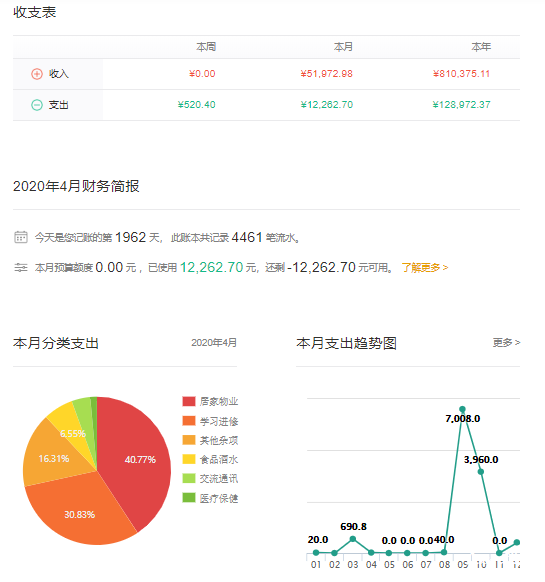 收支表
本周 本月 本年
收入 ¥0.00 ¥51,972.98 ¥810,375.11
支出 ¥520.40 ¥12,262.70 ¥128,972.37
2020年4月财务简报
今天是您记账的第 1962 天， 此账本共记录 4461 笔流水。
本月预算额度 0.00 元 ，已使用 12,262.70 元，还剩 -12,262.70 元可用。 了解更多 >
本月分类支出 2020年4月
40.77%
30.83%
16.31%
6.55%
居家物业
学习进修
其他杂项
食品酒水
交流通讯
医疗保健
本月支出趋势图 更多 >
7,008.0
3,960.0
20.0 690.8 0.0 0.0 0.0 40.0 0.0
01 02 03 04 05 06 07 08 05 10 11 12